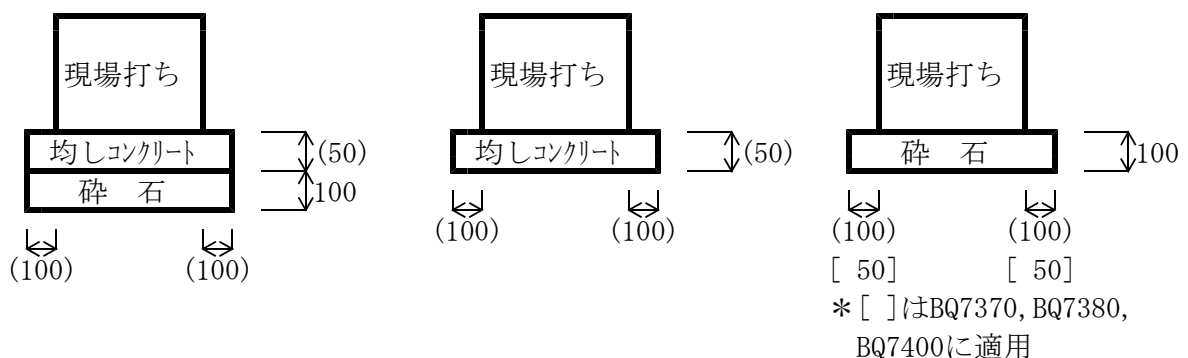 現場打ち
均しコンクリート
砕 石
(50)
100
(100) (100)
現場打ち
均しコンクリート
(50)
(100) (100)
現場打ち
砕 石
100
(100) (100)
[ 50] [ 50]
*[ ]はBQ7370,BQ7380,
BQ7400に適用